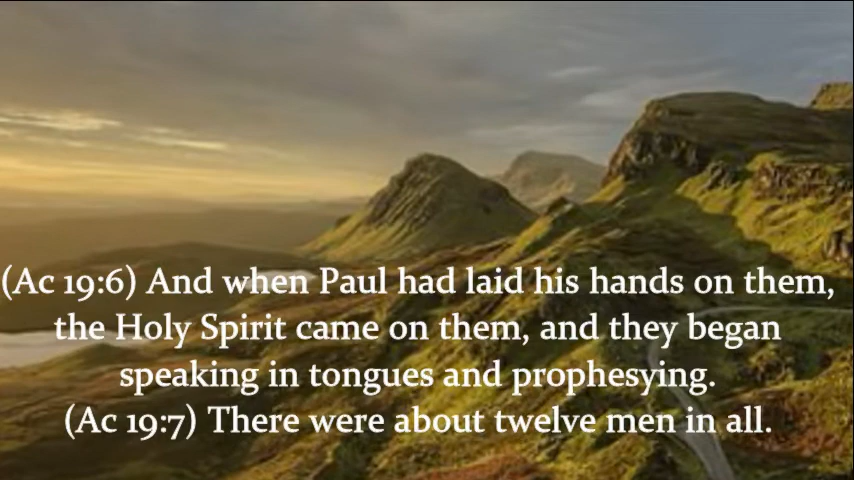 (Ac 19:6) And when Paul had laid his hands on them,
the Holy Spirit came on them, and they began
speaking in tongues and prophesying.
(Ac 19:7) There were about twelve men in all.